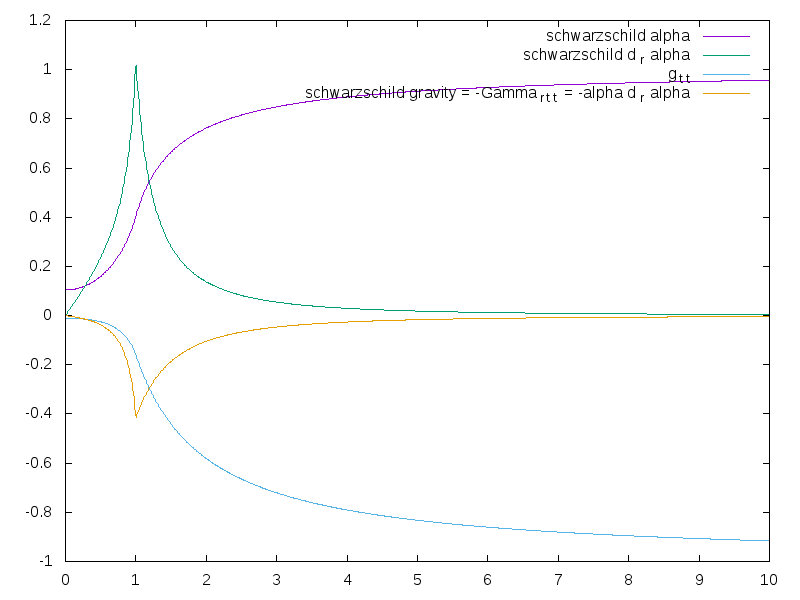 1.2
1
0.8
0.6
0.4
0.2
0
-0.2
-0.4
-0.6
-0.8
-1
schwarzschild alpha
schwarzschild d r alpha
g t t
schwarzschild gravity = -Gamma r t t = -alpha d r alpha
0 1 2 3 4 5 6 7 8 9 10